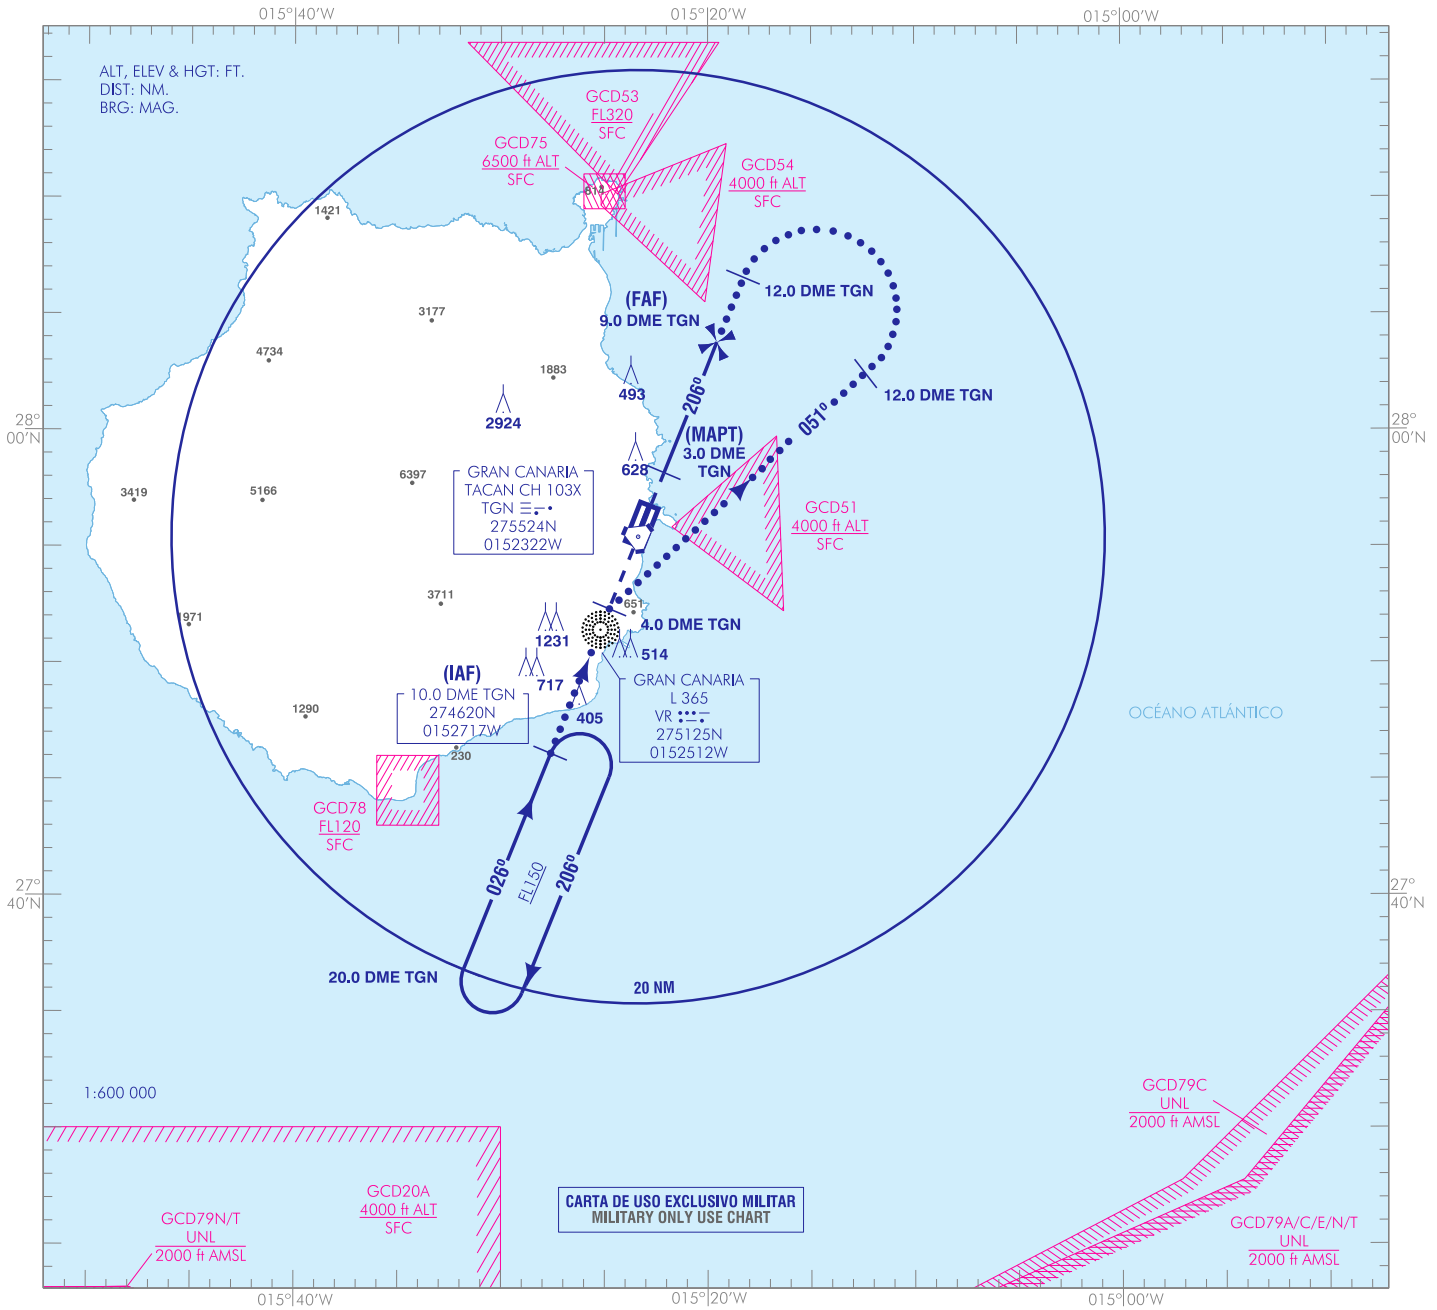 015°40'W
015°20'W
015°00'W
ALT, ELEV & HGT: FT.
DIST: NM.
BRG: MAG.
GCD53
FL320
SFC
GCD75
6500 ft ALT
SFC
GCD54
4000 ft ALT
SFC
614
1421
12.0 DME TGN
(FAF)
9.0 DME TGN
3177
4734
1883
493
2924
206º
12.0 DME TGN
051º
28°
00'N
28°
00'N
(MAPT)
3.0 DME
TGN
628
6397
3419
5166
GRAN CANARIA
TACAN CH 103X
TGN
275524N
0152322W
GCD51
4000 ft ALT
SFC
3711
651
1971
4.0 DME TGN
1231
514
717
(IAF)
10.0 DME TGN
274620N
0152717W
GRAN CANARIA
L 365
VR
275125N
0152512W
405
1290
230
OCÉANO ATLÁNTICO
GCD78
FL120
SFC
026º
FL150
206º
27°
40'N
27°
40'N
20.0 DME TGN
20 NM
1:600 000
GCD79C
UNL
2000 ft AMSL
GCD20A
4000 ft ALT
SFC
CARTA DE USO EXCLUSIVO MILITAR
MILITARY ONLY USE CHART
GCD79N/T
UNL
2000 ft AMSL
GCD79A/C/E/N/T
UNL
2000 ft AMSL
015°40'W
015°20'W
015°00'W